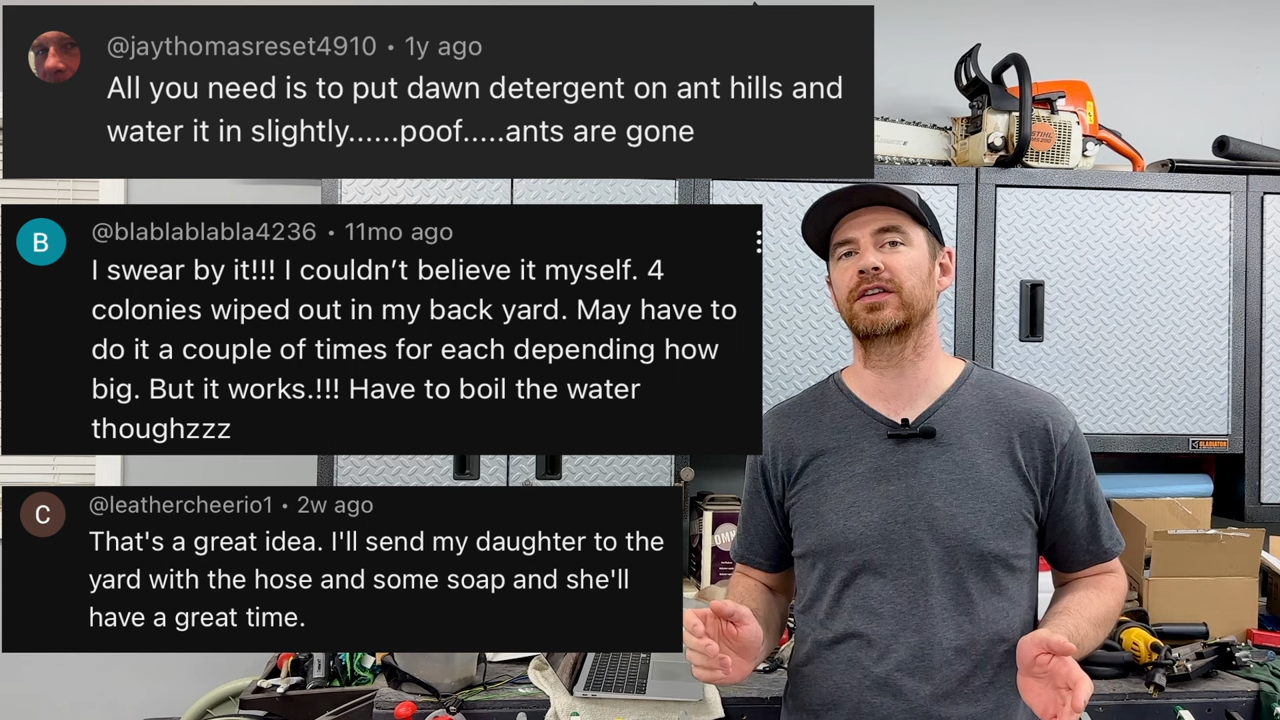 @jaythomasreset4910 • 1y ago
All you need is to put dawn detergent on ant hills and
water it in slightly......poof.....ants are gone
B
@blablablabla4236 • 11mo ago
I swear by it!!! I couldn’t believe it myself. 4
colonies wiped out in my back yard. May have to
do it a couple of times for each depending how
big. But it works.!!! Have to boil the water
thoughzzz
C
@leathercheerio1 • 2w ago
That's a great idea. I'll send my daughter to the
yard with the hose and some soap and she'll
have a great time.
STIHL
GLADIATOR